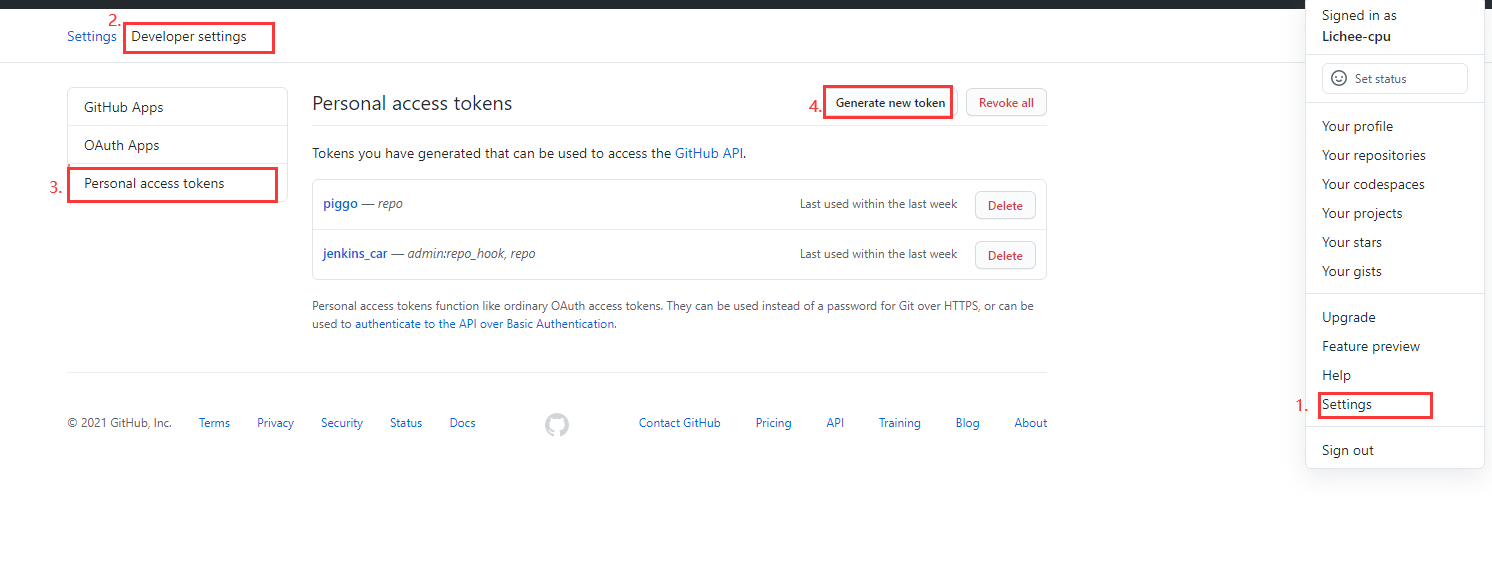 2.
Settings Developer settings
GitHub Apps
OAuth Apps
3. Personal access tokens
Personal access tokens
4. Generate new token
Revoke all
Tokens you have generated that can be used to access the GitHub API.
piggo — repo
Last used within the last week
Delete
jenkins_car — admin:repo_hook, repo
Last used within the last week
Delete
Personal access tokens function like ordinary OAuth access tokens. They can be used instead of a password for Git over HTTPS, or can be
used to authenticate to the API over Basic Authentication.
© 2021 GitHub, Inc. Terms Privacy Security Status Docs Contact GitHub Pricing API Training Blog About
Signed in as
Lichee-cpu
Set status
Your profile
Your repositories
Your codespaces
Your projects
Your stars
Your gists
Upgrade
Feature preview
Help
1. Settings
Sign out